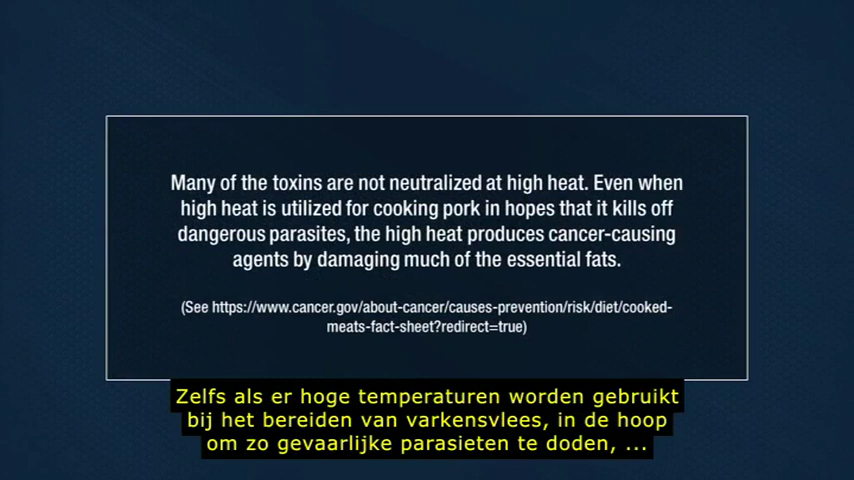 Many of the toxins are not neutralized at high heat. Even when
high heat is utilized for cooking pork in hopes that it kills off
dangerous parasites, the high heat produces cancer-causing
agents by damaging much of the essential fats.
(See https://www.cancer.gov/about-cancer/causes-prevention/risk/diet/cooked-
meats-fact-sheet?redirect=true)
Zelfs als er hoge temperaturen worden gebruikt
bij het bereiden van varkensvlees, in de hoop
om zo gevaarlijke parasieten te doden, ...